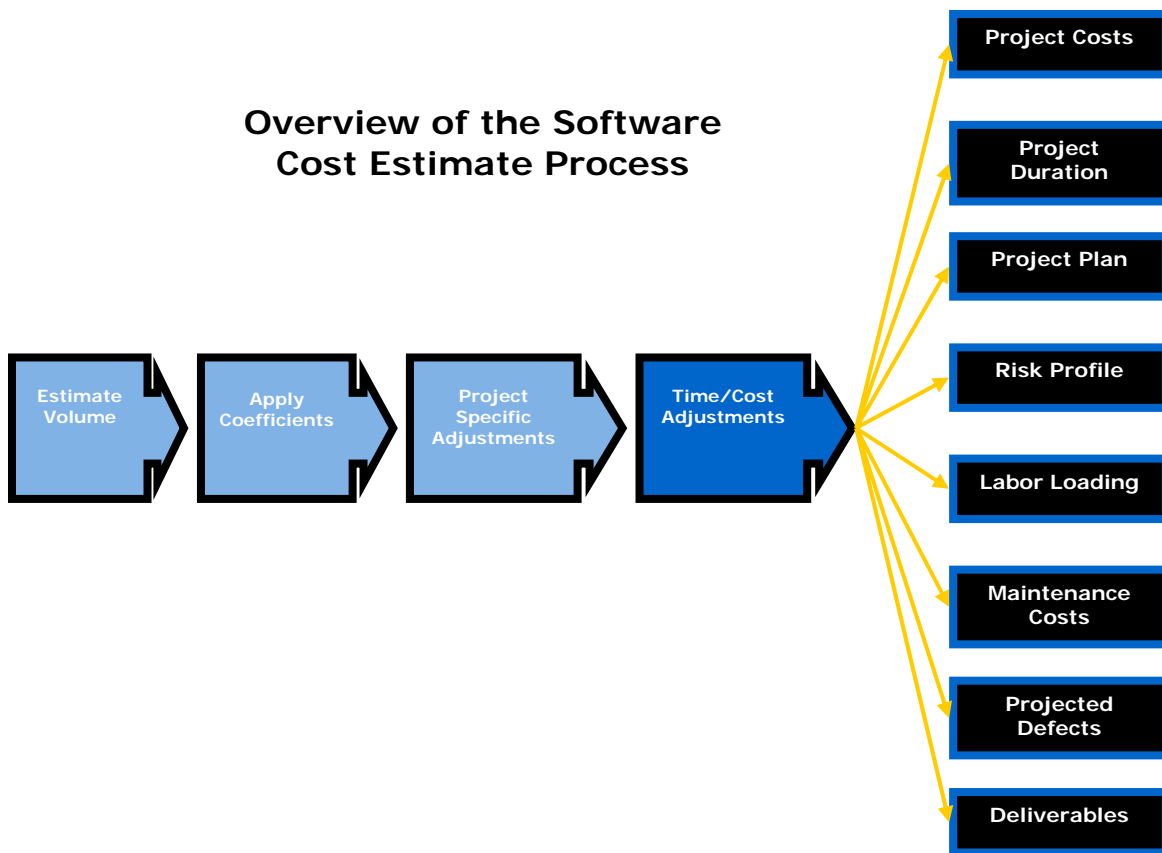 Overview of the Software
Cost Estimate Process
Estimate
Volume
Apply
Coefficients
Project
Specific
Adjustments
Time/Cost
Adjustments
Project Costs
Project
Duration
Project Plan
Risk Profile
Labor Loading
Maintenance
Costs
Projected
Defects
Deliverables